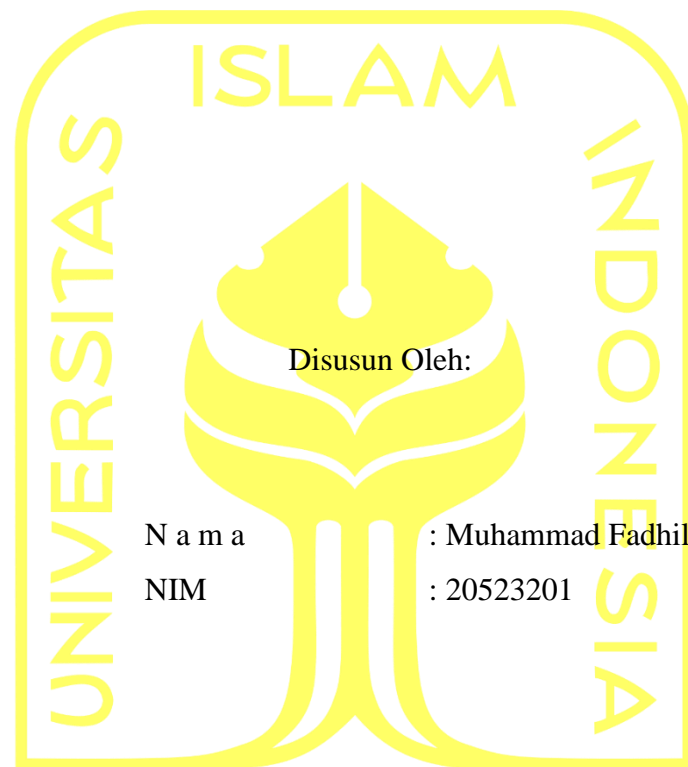 ISLAM
UNIVERSITAS
INDONESIA
Disusun Oleh:
N a m a : Muhammad Fadhil
NIM : 20523201